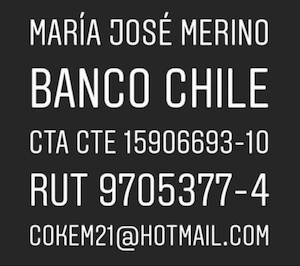 MARÍA JOSÉ MERINO
BANCO CHILE
CTA CTE 15906693-10
RUT 9705377-4
COKEM21@HOTMAIL.COM